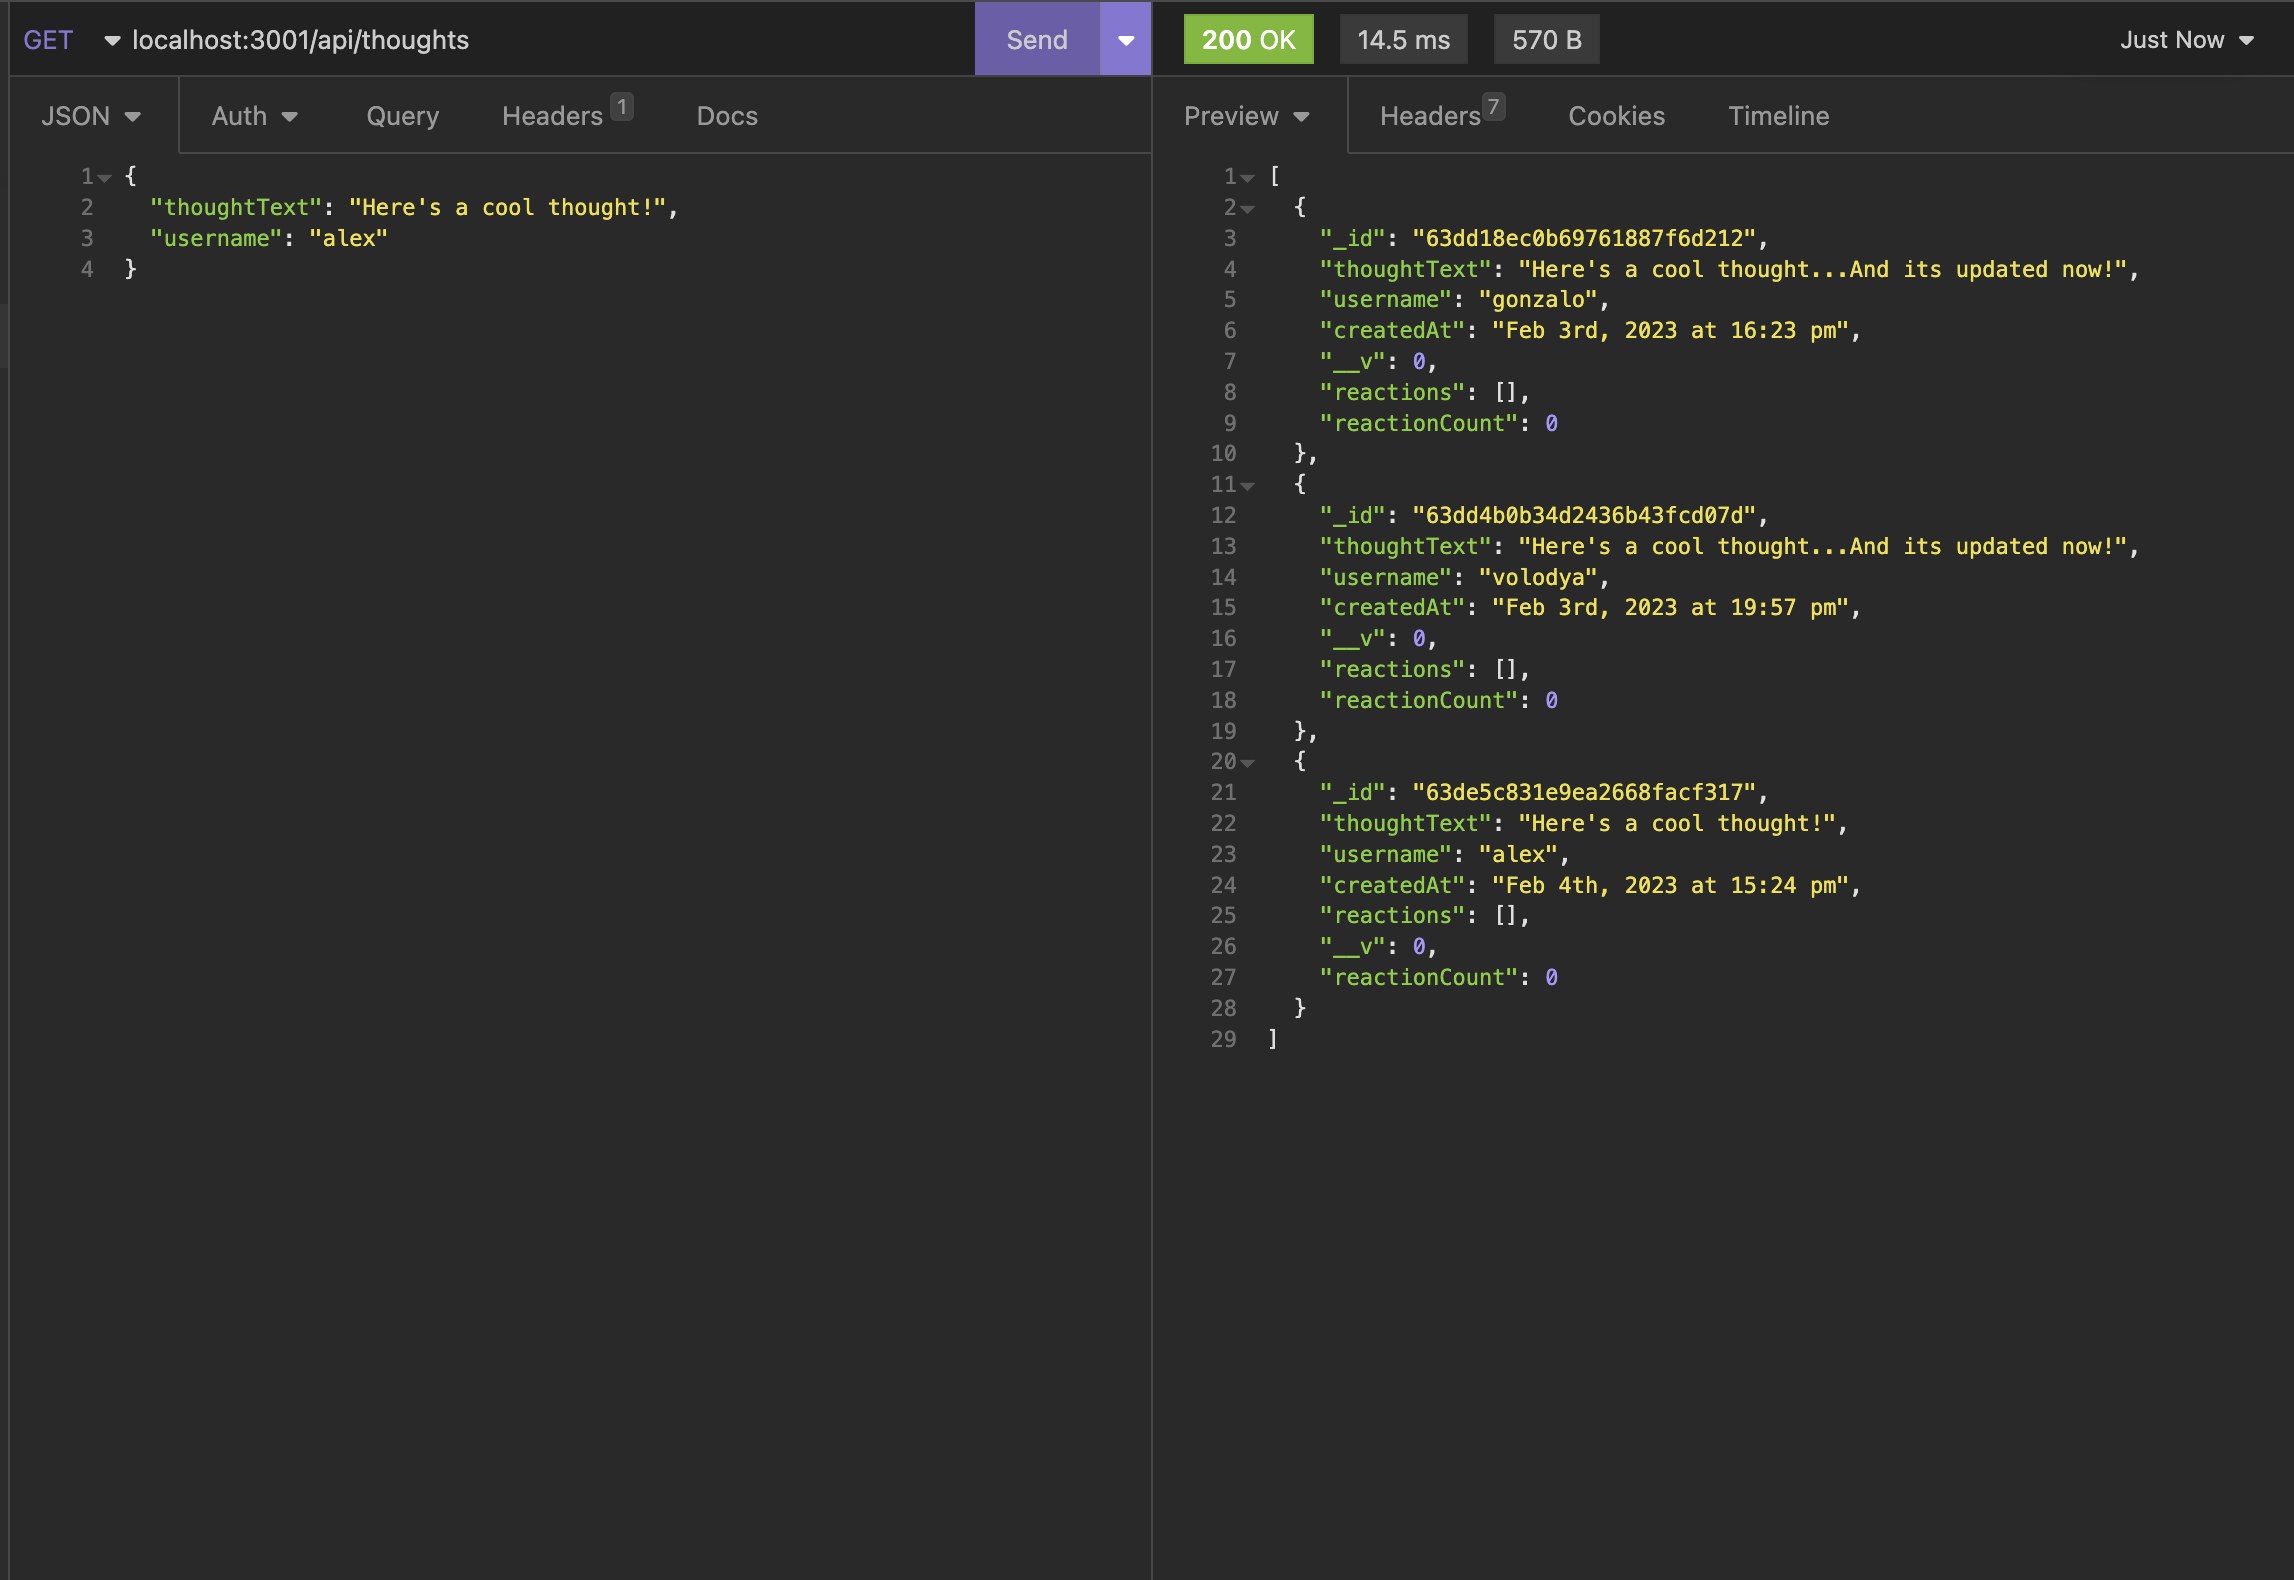 GET localhost:3001/api/thoughts Send
200 OK 14.5 ms 570 B Just Now
JSON Auth Query Headers 1 Docs
1 {
2 "thoughtText": "Here's a cool thought!",
3 "username": "alex"
4 }
Preview Headers 7 Cookies Timeline
1 [
2 {
3 "_id": "63dd18ec0b69761887f6d212",
4 "thoughtText": "Here's a cool thought...And its updated now!",
5 "username": "gonzalo",
6 "createdAt": "Feb 3rd, 2023 at 16:23 pm",
7 "__v": 0,
8 "reactions": [],
9 "reactionCount": 0
10 },
11 {
12 "_id": "63dd4b0b34d2436b43fcd07d",
13 "thoughtText": "Here's a cool thought...And its updated now!",
14 "username": "volodya",
15 "createdAt": "Feb 3rd, 2023 at 19:57 pm",
16 "__v": 0,
17 "reactions": [],
18 "reactionCount": 0
19 },
20 {
21 "_id": "63de5c831e9ea2668facf317",
22 "thoughtText": "Here's a cool thought!",
23 "username": "alex",
24 "createdAt": "Feb 4th, 2023 at 15:24 pm",
25 "reactions": [],
26 "__v": 0,
27 "reactionCount": 0
28 }
29 ]